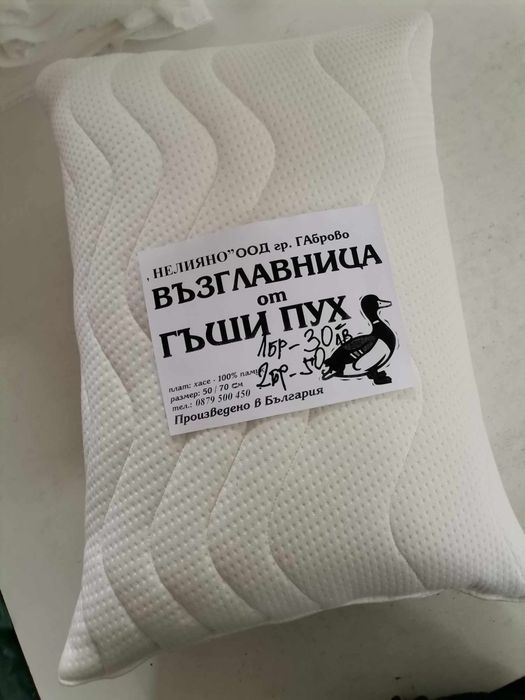 „НЕЛИЯНО” ООД гр. ГАброво
ВЪЗГЛАВНИЦА
от
ГЪШИ ПУХ
1бр-30лв
2бр-50
плат: хасе - 100% памук
размер: 50 / 70 см
тел.: 0879 500 450
Произведено в България